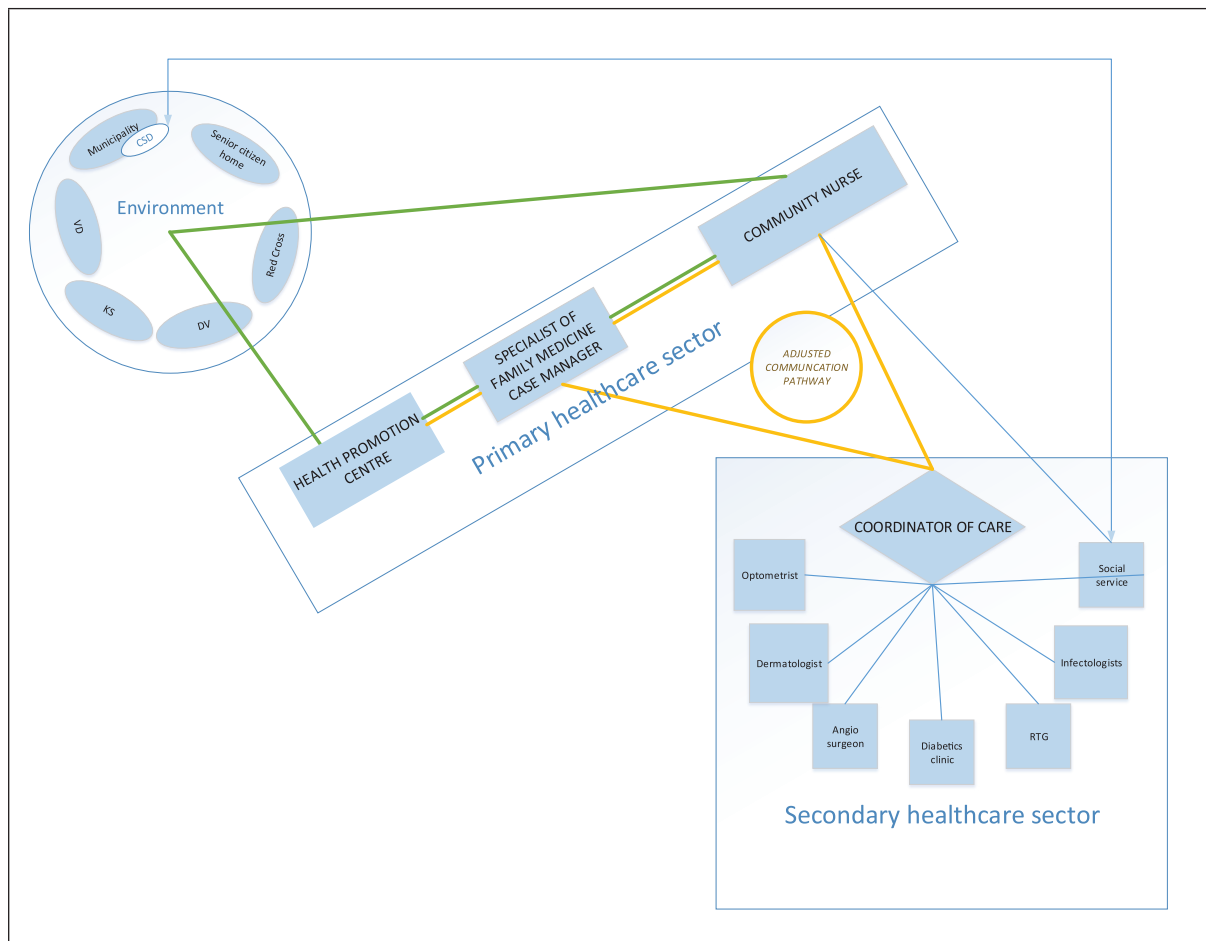 Municipality
CSD
Senior citizen
home
Environment
VD
Red Cross
KS
DV
COMMUNITY NURSE
SPECIALIST OF
FAMILY MEDICINE
CASE MANAGER
HEALTH PROMOTION
CENTRE
Primary healthcare sector
ADJUSTED
COMMUNCATION
PATHWAY
COORDINATOR OF CARE
Optometrist
Social
service
Dermatologist
Infectologists
Angio
surgeon
Diabetics
clinic
RTG
Secondary healthcare sector